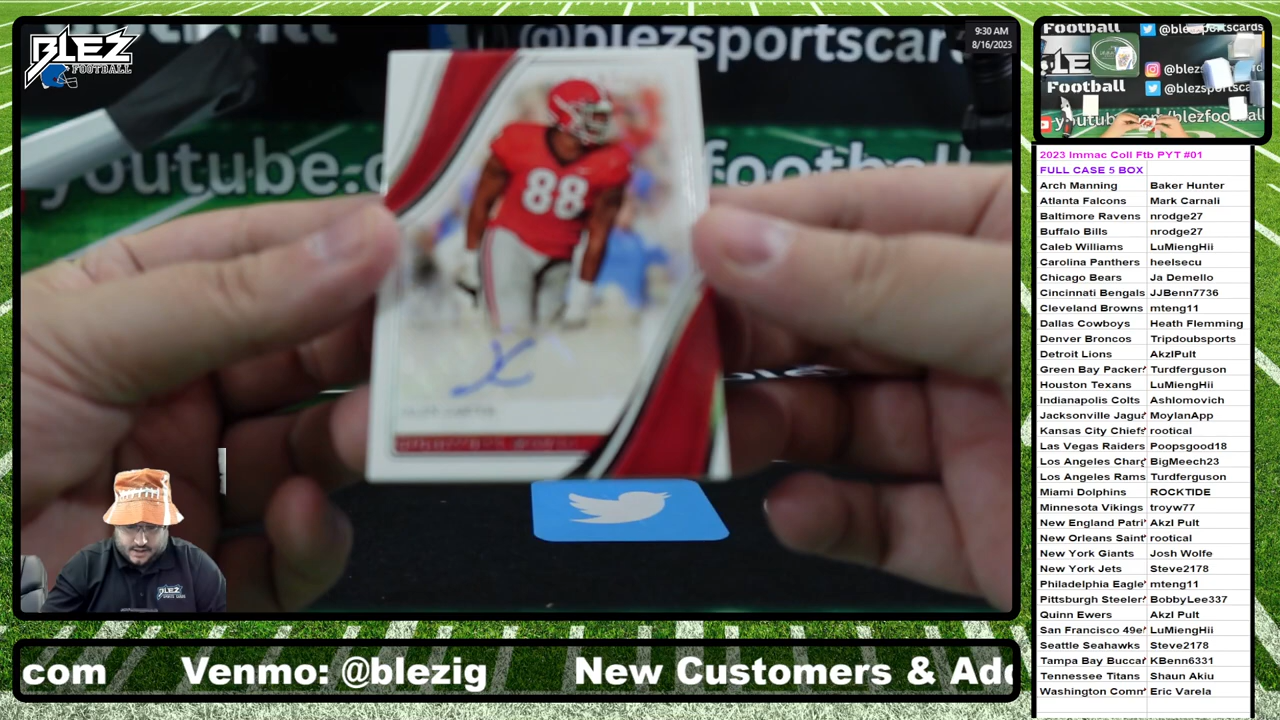 BLEZ
FOOTBALL
@blezsportscar
9:30 AM
8/16/2023
youtube.c
football
88
BLEZ
com Venmo: @blezig New Customers & Add
Football
@blezsportscards
Football
@blezsportsca
youtub
/blezfootball
2023 Immac Coll Ftb PYT #01
FULL CASE 5 BOX
Arch Manning Baker Hunter
Atlanta Falcons Mark Carnali
Baltimore Ravens nrodge27
Buffalo Bills nrodge27
Caleb Williams LuMiengHii
Carolina Panthers heelsecu
Chicago Bears Ja Demello
Cincinnati Bengals JJBenn7736
Cleveland Browns mteng11
Dallas Cowboys Heath Flemming
Denver Broncos Tripdoubsports
Detroit Lions AkzlPult
Green Bay Packer Turdferguson
Houston Texans LuMiengHii
Indianapolis Colts Ashlomovich
Jacksonville Jagua MoylanApp
Kansas City Chiefs rootical
Las Vegas Raiders Poopsgood18
Los Angeles Charg BigMeech23
Los Angeles Rams Turdferguson
Miami Dolphins ROCKTIDE
Minnesota Vikings troyw77
New England Patri Akzl Pult
New Orleans Saint rootical
New York Giants Josh Wolfe
New York Jets Steve2178
Philadelphia Eagle mteng11
Pittsburgh Steeler BobbyLee337
Quinn Ewers Akzl Pult
San Francisco 49e LuMiengHii
Seattle Seahawks Steve2178
Tampa Bay Buccar KBenn6331
Tennessee Titans Shaun Akiu
Washington Comm Eric Varela